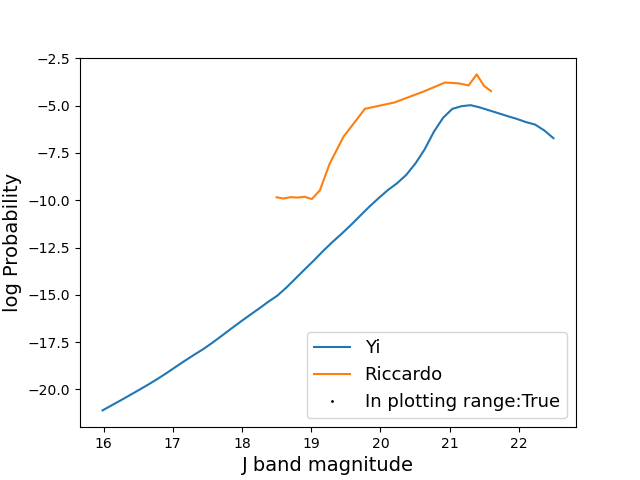 −2.5
−5.0
−7.5
−10.0
−12.5
−15.0
−17.5
−20.0
log Probability
Yi
Riccardo
In plotting range:True
16 17 18 19 20 21 22
J band magnitude